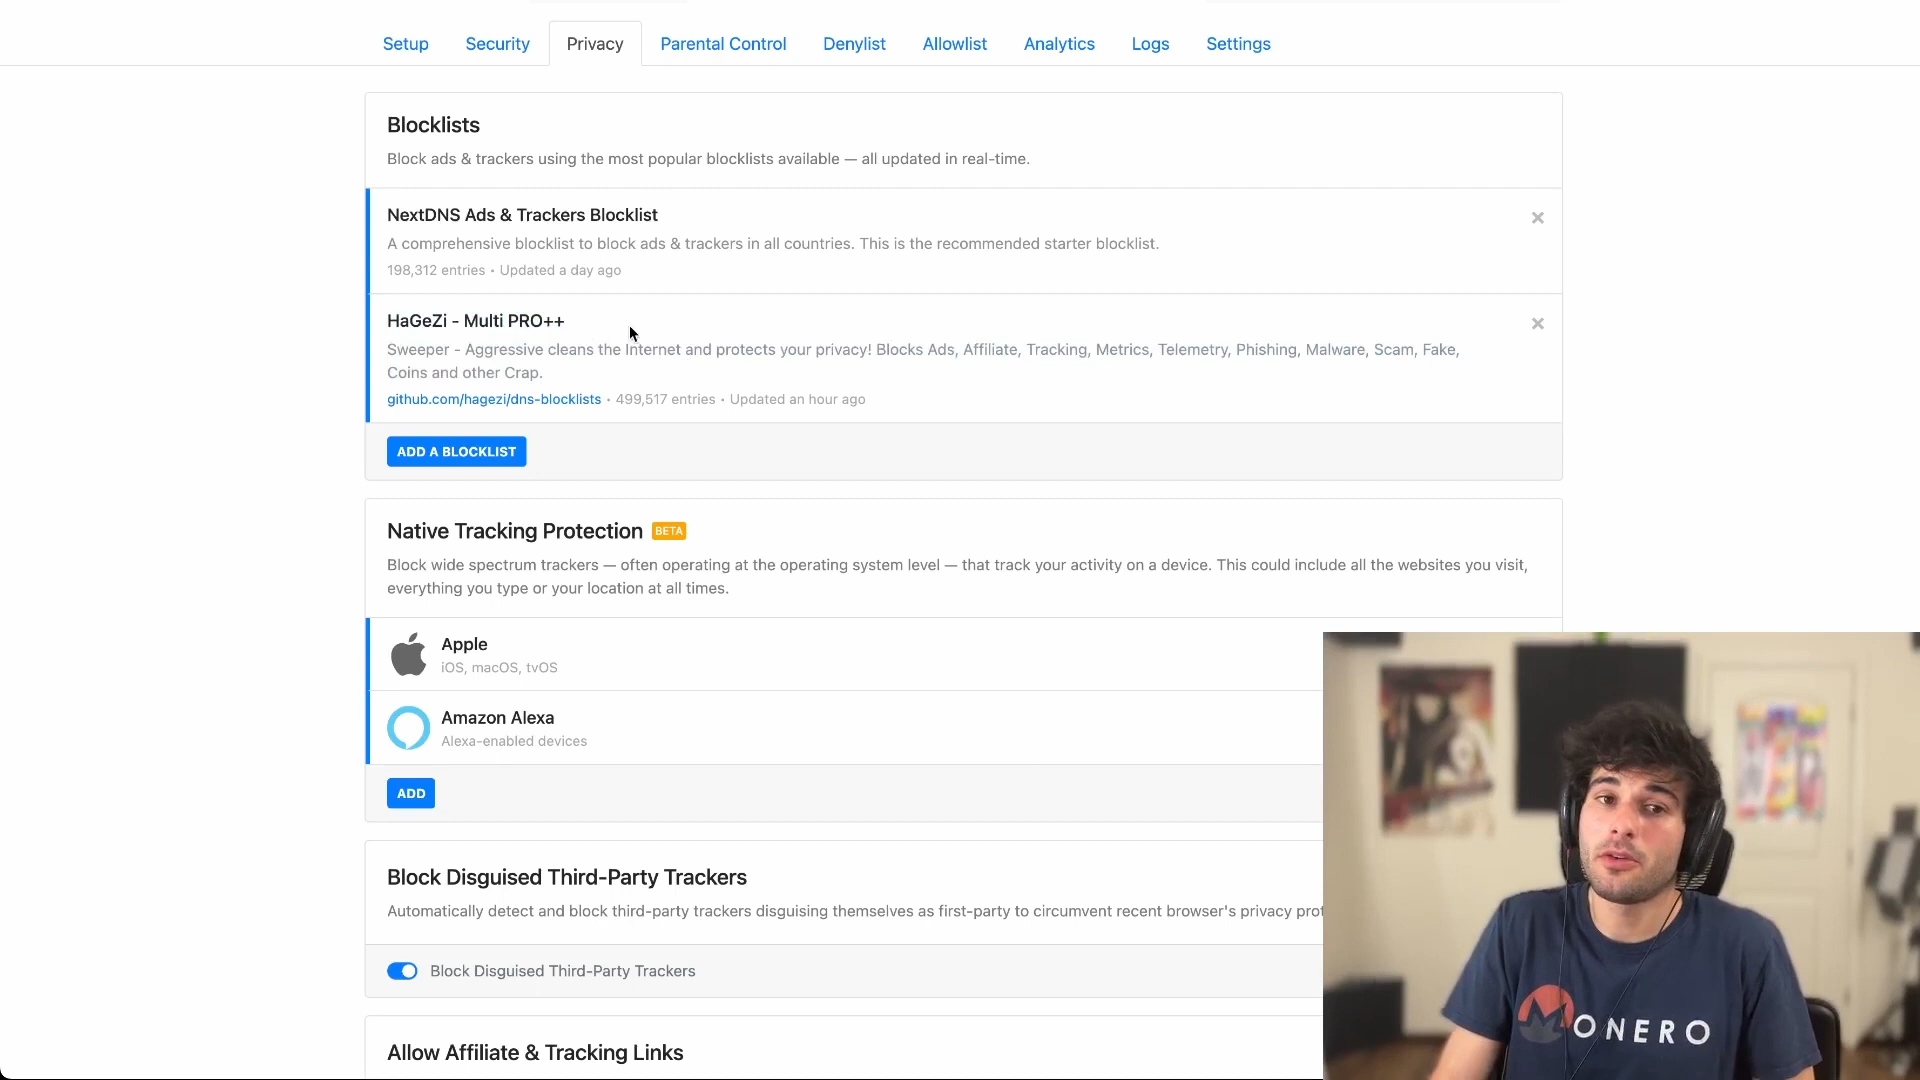 Setup Security Privacy Parental Control Denylist Allowlist Analytics Logs Settings
Blocklists
Block ads & trackers using the most popular blocklists available — all updated in real-time.
NextDNS Ads & Trackers Blocklist
A comprehensive blocklist to block ads & trackers in all countries. This is the recommended starter blocklist.
198,312 entries • Updated a day ago
HaGeZi - Multi PRO++
Sweeper - Aggressive cleans the Internet and protects your privacy! Blocks Ads, Affiliate, Tracking, Metrics, Telemetry, Phishing, Malware, Scam, Fake,
Coins and other Crap.
github.com/hagezi/dns-blocklists • 499,517 entries • Updated an hour ago
ADD A BLOCKLIST
Native Tracking Protection BETA
Block wide spectrum trackers — often operating at the operating system level — that track your activity on a device. This could include all the websites you visit,
everything you type or your location at all times.
Apple
iOS, macOS, tvOS
Amazon Alexa
Alexa-enabled devices
ADD
Block Disguised Third-Party Trackers
Automatically detect and block third-party trackers disguising themselves as first-party to circumvent recent browser's privacy prot
Block Disguised Third-Party Trackers
Allow Affiliate & Tracking Links
MONERO